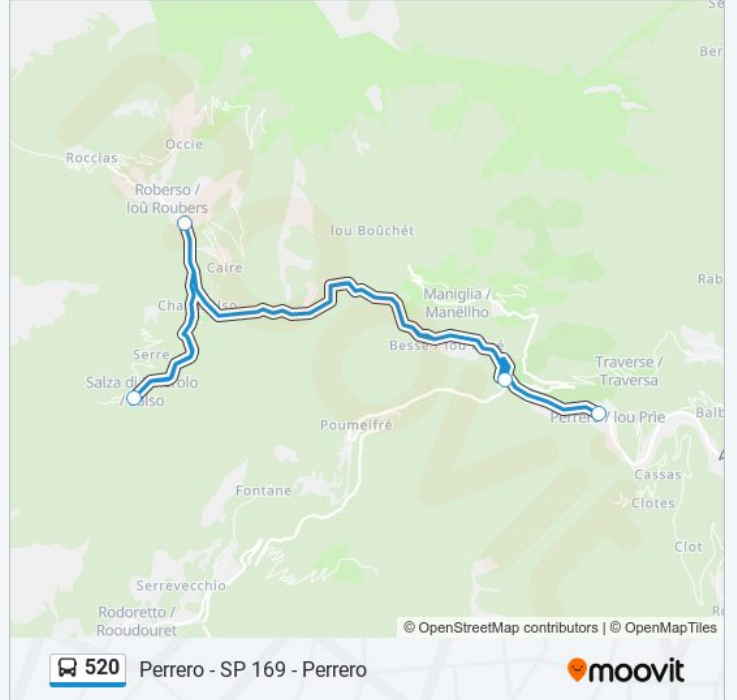 Se
Ber
Occie
Roccias
Roberso /
loû Roubers
lou Boûchét
Caire
Rab
Maniglia /
Manëllho
Traverse /
Traversa
Serre
Salza di
Poumeifré
Perrero / lou Prie
Balb
Cassas
Clotes
Fontane
Clot
Serrevecchio
Rodoretto /
Rooudouret
© OpenStreetMap contributors | © OpenMapTiles
520 Perrero - SP 169 - Perrero
moovit